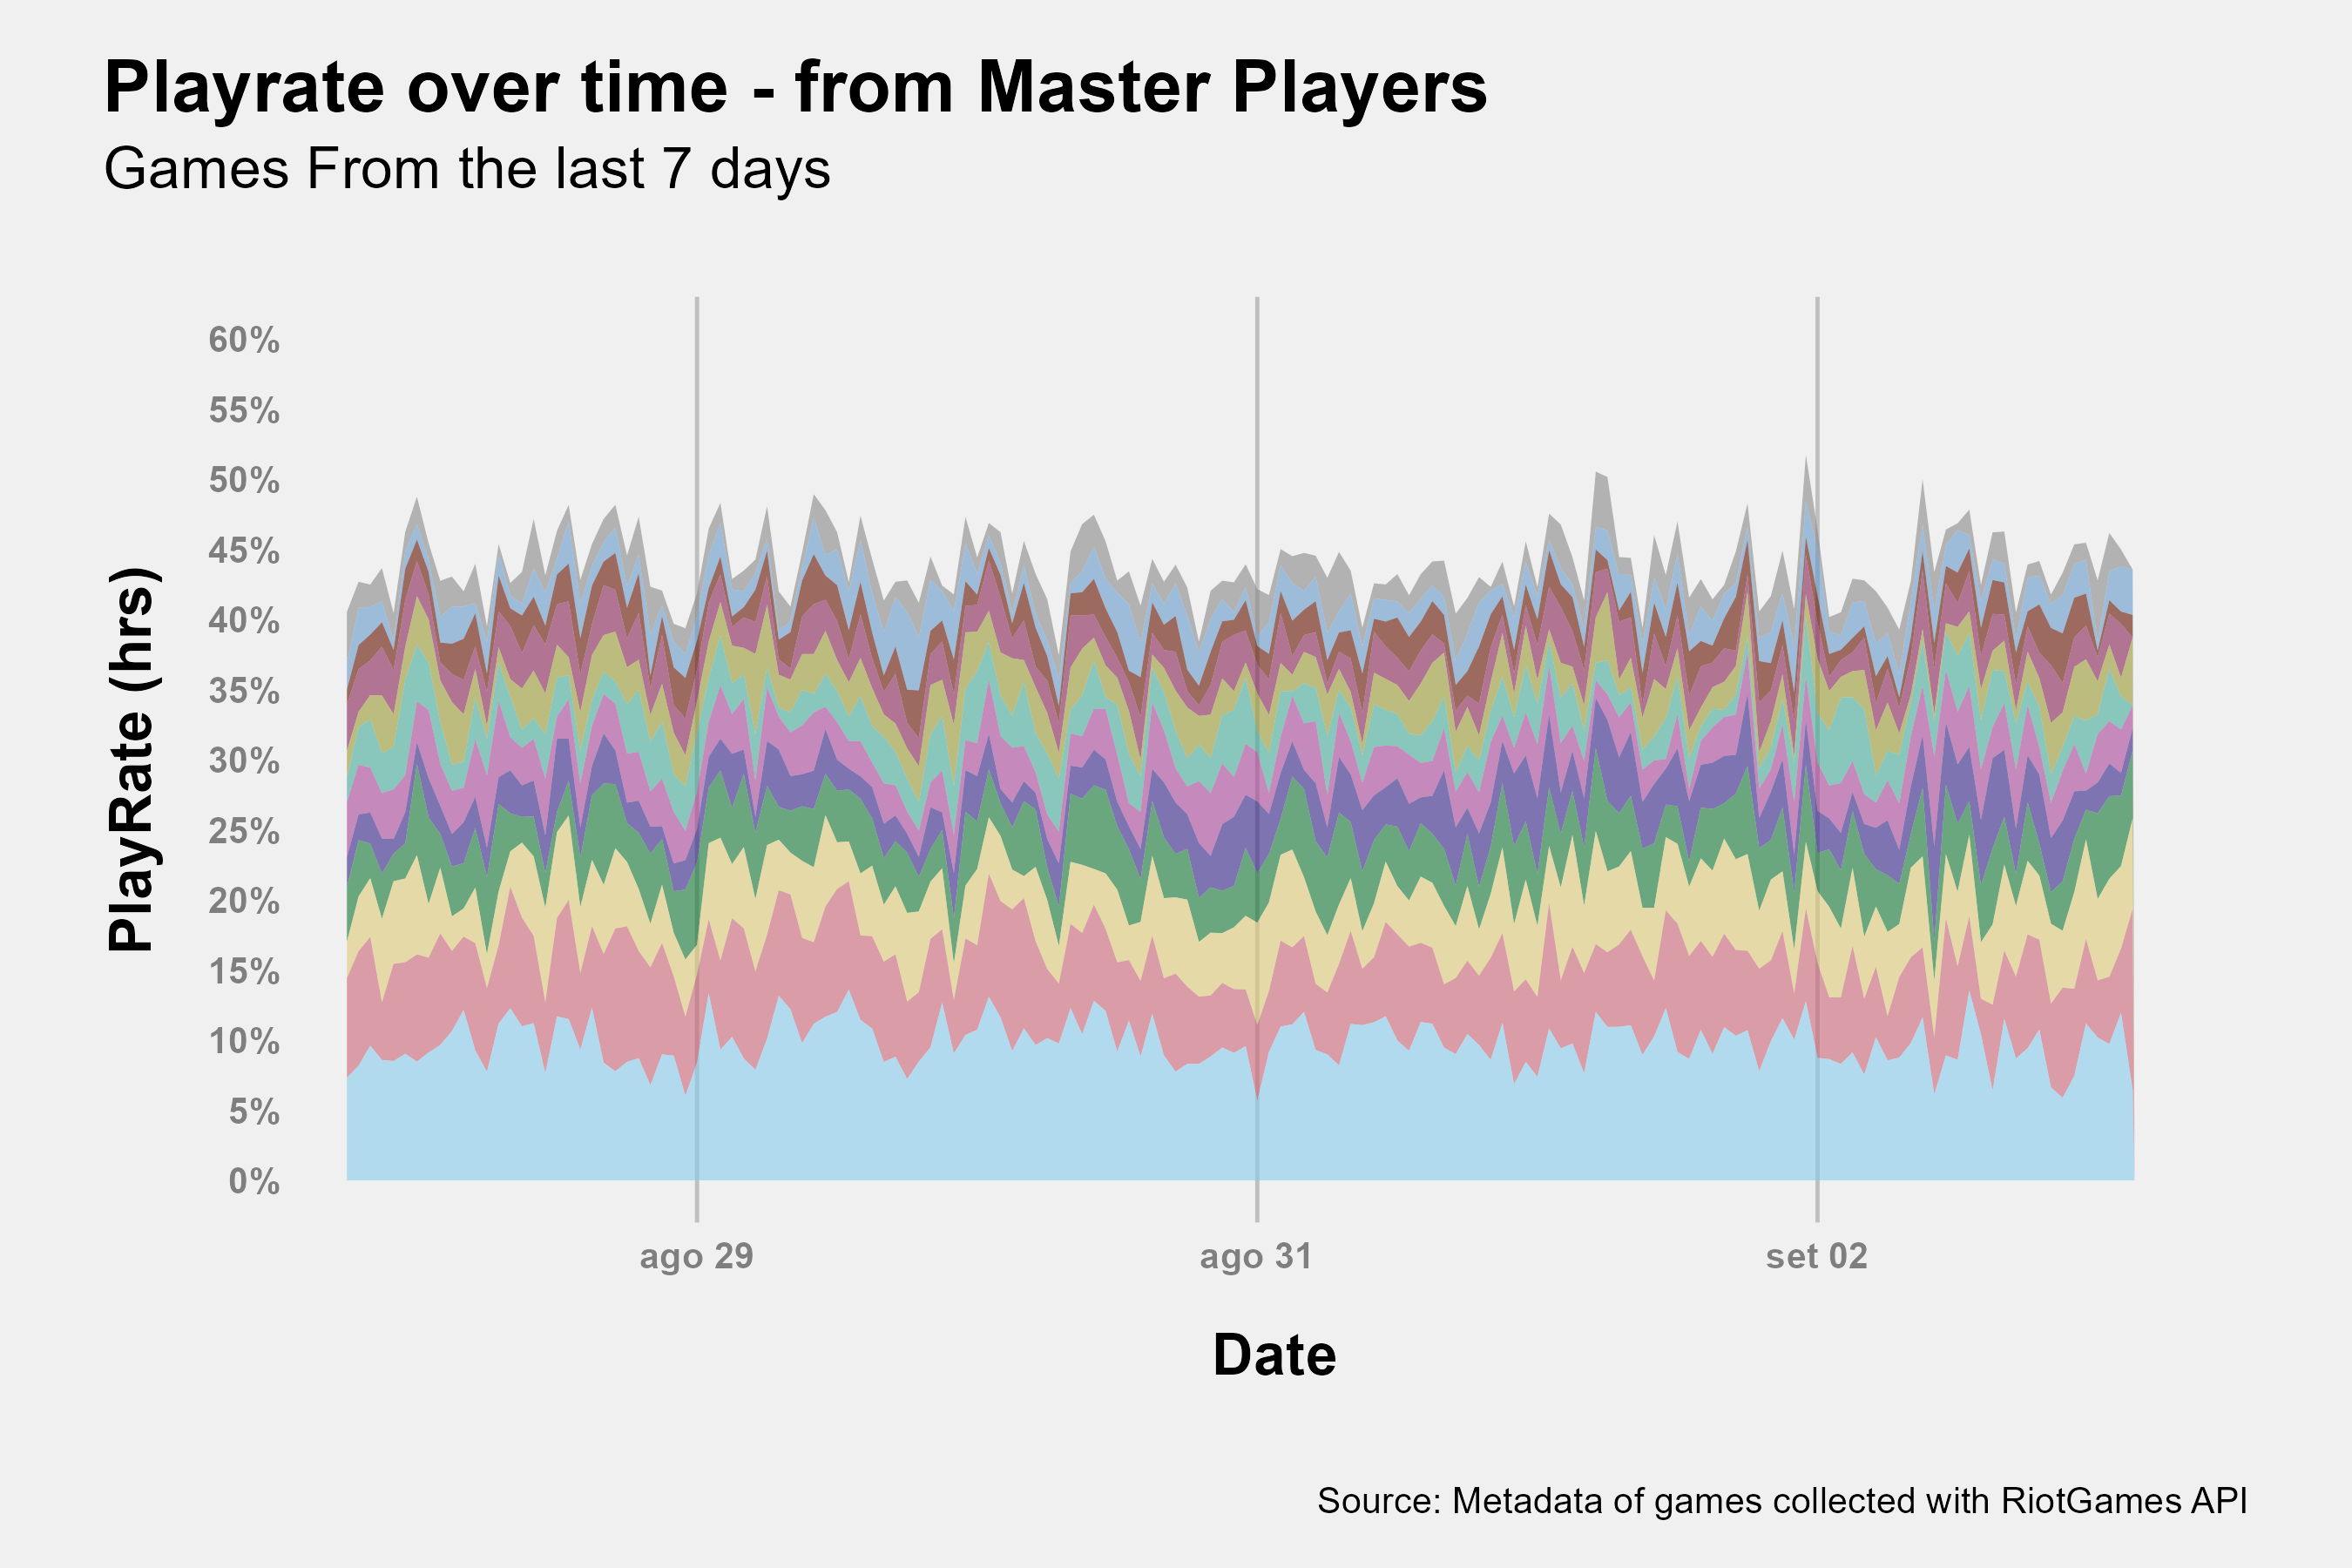 Playrate over time - from Master Players
Games From the last 7 days
PlayRate (hrs)
60%
55%
50%
45%
40%
35%
30%
25%
20%
15%
10%
5%
0%
ago 29
ago 31
set 02
Date
Source: Metadata of games collected with RiotGames API